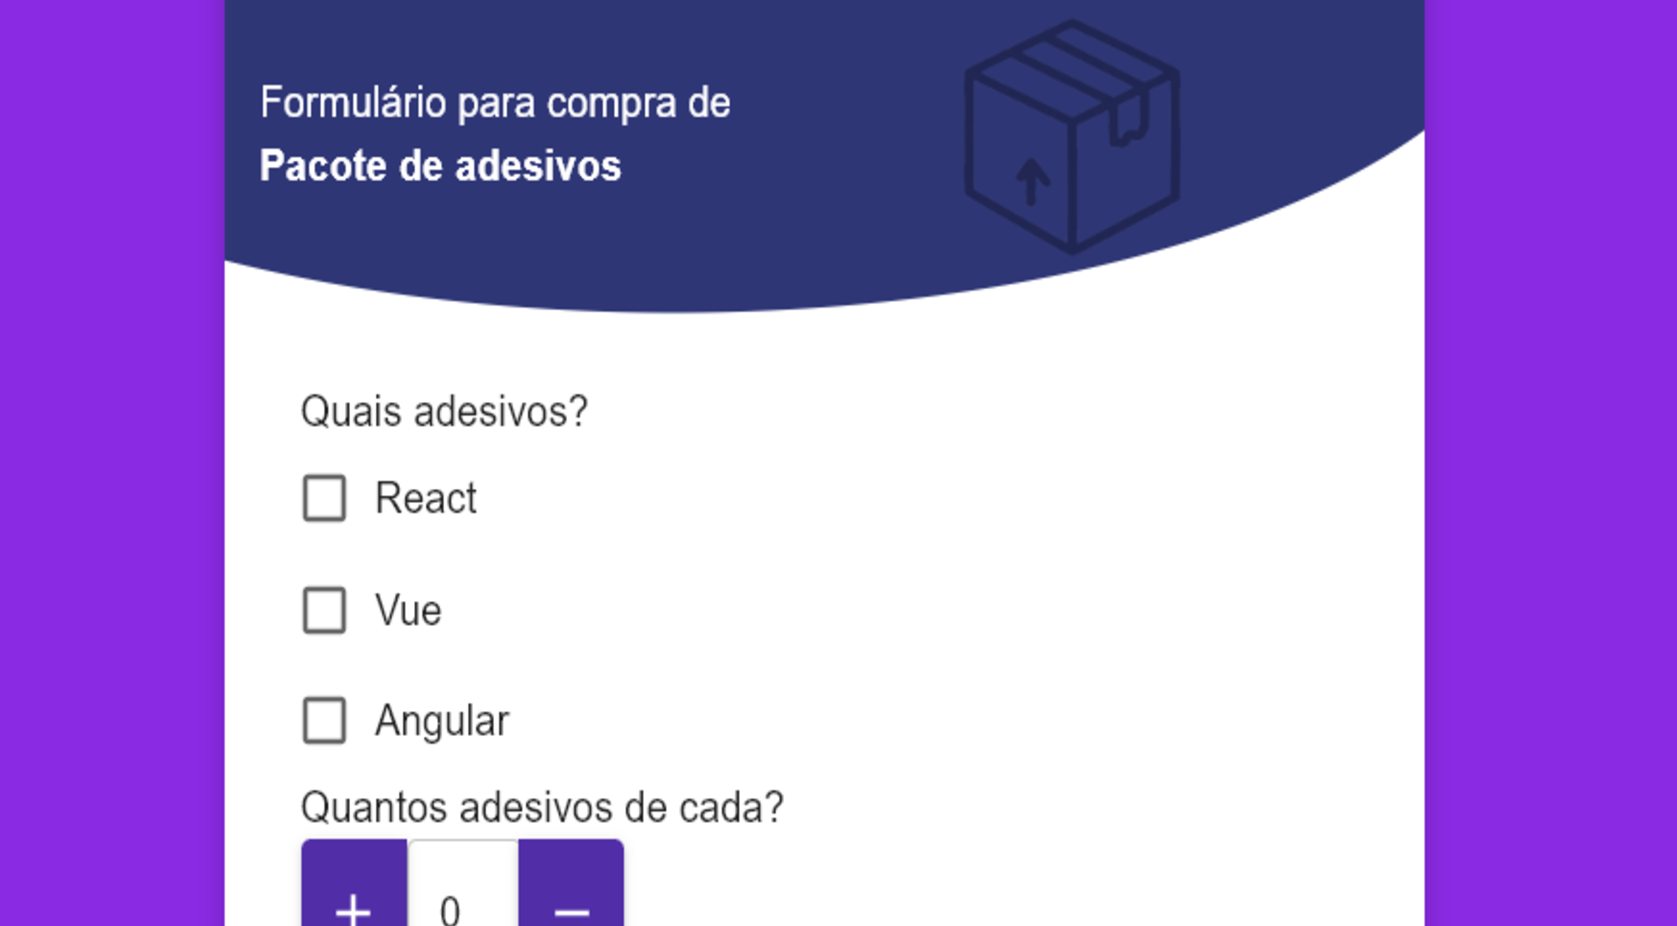 Formulário para compra de
Pacote de adesivos
Quais adesivos?
React
Vue
Angular
Quantos adesivos de cada?
+ 0 −